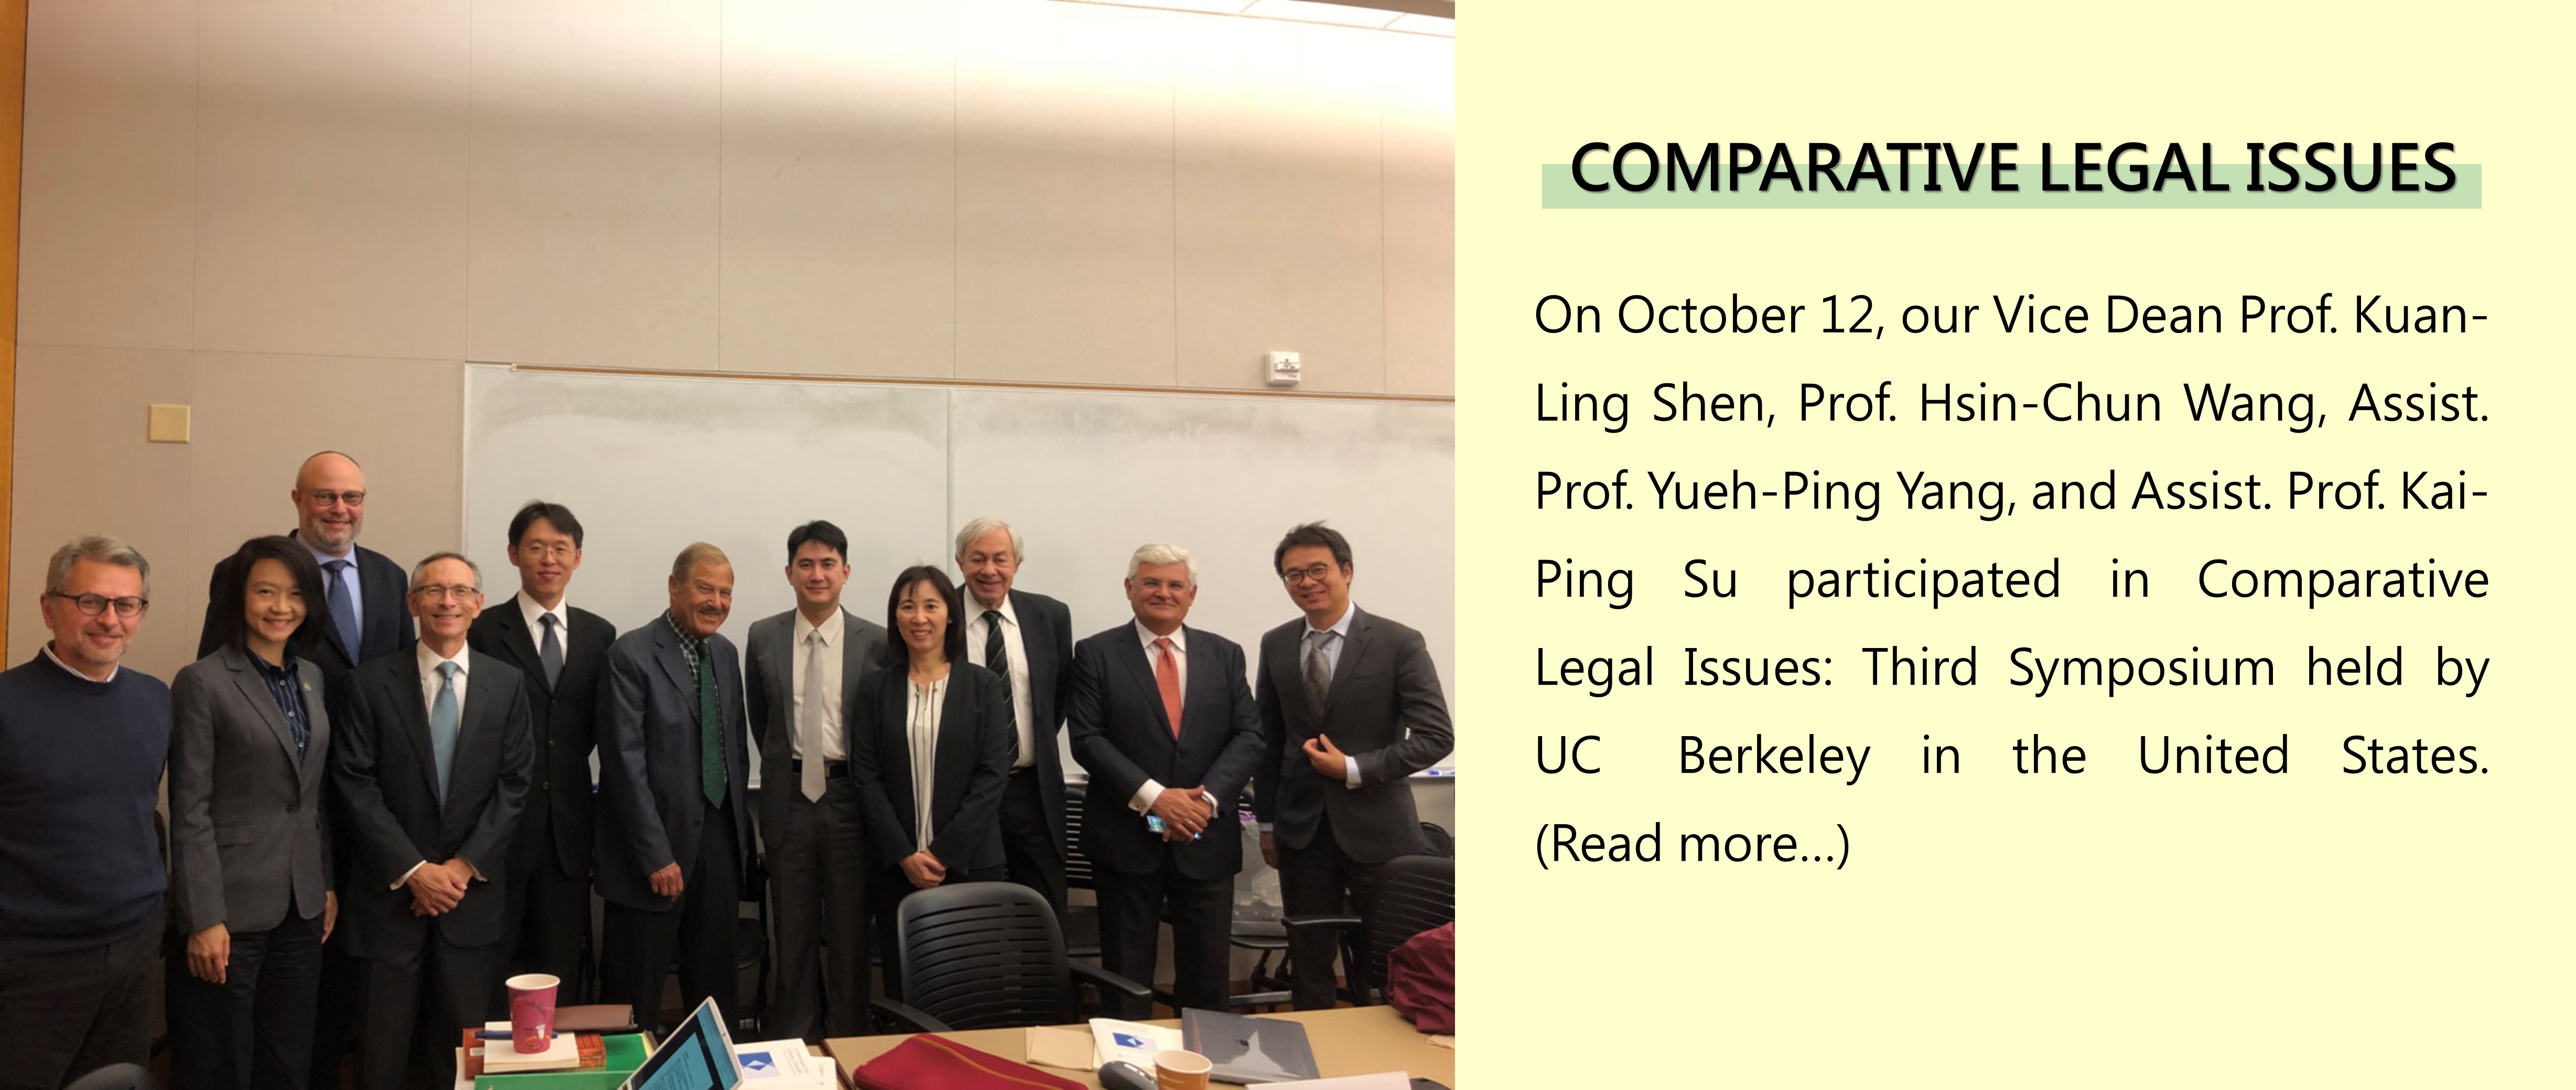 COMPARATIVE LEGAL ISSUES
On October 12, our Vice Dean Prof. Kuan-
Ling Shen, Prof. Hsin-Chun Wang, Assist.
Prof. Yueh-Ping Yang, and Assist. Prof. Kai-
Ping Su participated in Comparative
Legal Issues: Third Symposium held by
UC Berkeley in the United States.
(Read more...)